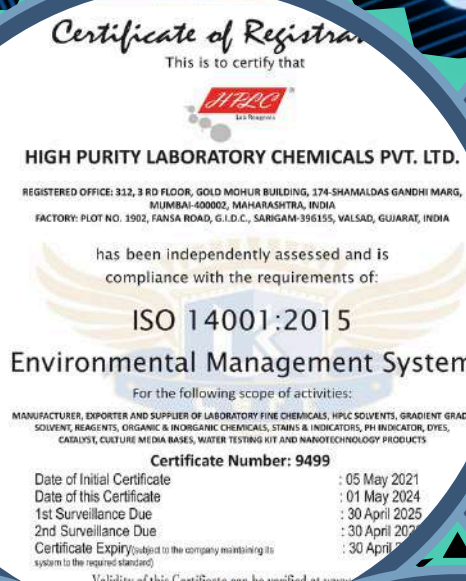 Certificate of
This is to certify that
HPLC
Lab Reagents
HIGH PURITY LABORATORY CHEMICALS PVT. LTD.
REGISTERED OFFICE: 312, 3 RD FLOOR, GOLD MOHUR BUILDING, 174-SHAMALDAS GANDHI MARG,
MUMBAI-400002, MAHARASHTRA, INDIA
FACTORY: PLOT NO. 1902, FANSA ROAD, G.I.D.C., SARIGAM-396155, VALSAD, GUJARAT, INDIA
has been independently assessed and is
compliance with the requirements of:
ISO 14001:2015
Environmental Management System
For the following scope of activities:
MANUFACTURER, EXPORTER AND SUPPLIER OF LABORATORY FINE CHEMICALS, HPLC SOLVENTS, GRADIENT GRAD
SOLVENT, REAGENTS, ORGANIC & INORGANIC CHEMICALS, STAINS & INDICATORS, PH INDICATOR, DYES,
CATALYST, CULTURE MEDIA BASES, WATER TESTING KIT AND NANOTECHNOLOGY PRODUCTS
Certificate Number: 9499
Date of Initial Certificate : 05 May 2021
Date of this Certificate : 01 May 2024
1st Surveillance Due : 30 April 2025
2nd Surveillance Due : 30 April
Certificate Expiry(subject to the company maintaining its : 30 April
system to the required standard)
Validity of this Certificate can be verified at